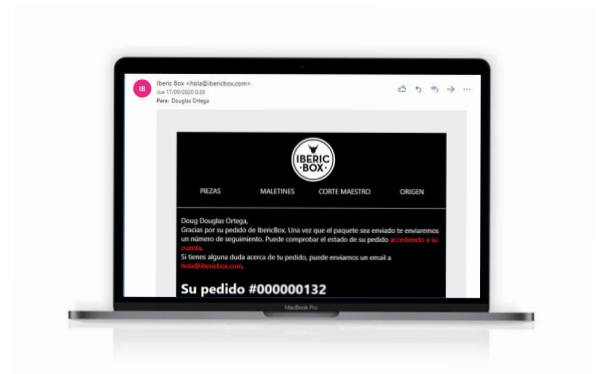 IB
Iberic Box <hola@ibericbox.com>
Jue 17/09/2020 0:39
Para: Douglas Ortega
IBERIC
·BOX·
PIEZAS MALETINES CORTE MAESTRO ORIGEN
Doug Douglas Ortega,
Gracias por su pedido de IbericBox. Una vez que el paquete sea enviado te enviaremos
un número de seguimiento. Puede comprobar el estado de su pedido accediendo a su
cuenta.
Si tienes alguna duda acerca de tu pedido, puede enviarnos un email a
hola@ibericbox.com.
Su pedido #000000132
MacBook Pro